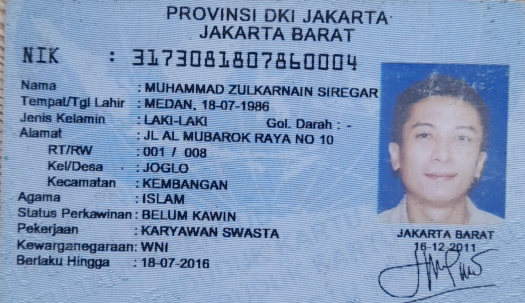 PROVINSI DKI JAKARTA
JAKARTA BARAT
NIK : 3173081807860004
Nama : MUHAMMAD ZULKARNAIN SIREGAR
Tempat/Tgl Lahir : MEDAN, 18-07-1986
Jenis Kelamin : LAKI-LAKI Gol. Darah : -
Alamat : JL AL MUBAROK RAYA NO 10
RT/RW : 001 / 008
Kel/Desa : JOGLO
Kecamatan : KEMBANGAN
Agama : ISLAM
Status Perkawinan : BELUM KAWIN
Pekerjaan : KARYAWAN SWASTA
Kewarganegaraan: WNI
Berlaku Hingga : 18-07-2016
JAKARTA BARAT
16-12-2011